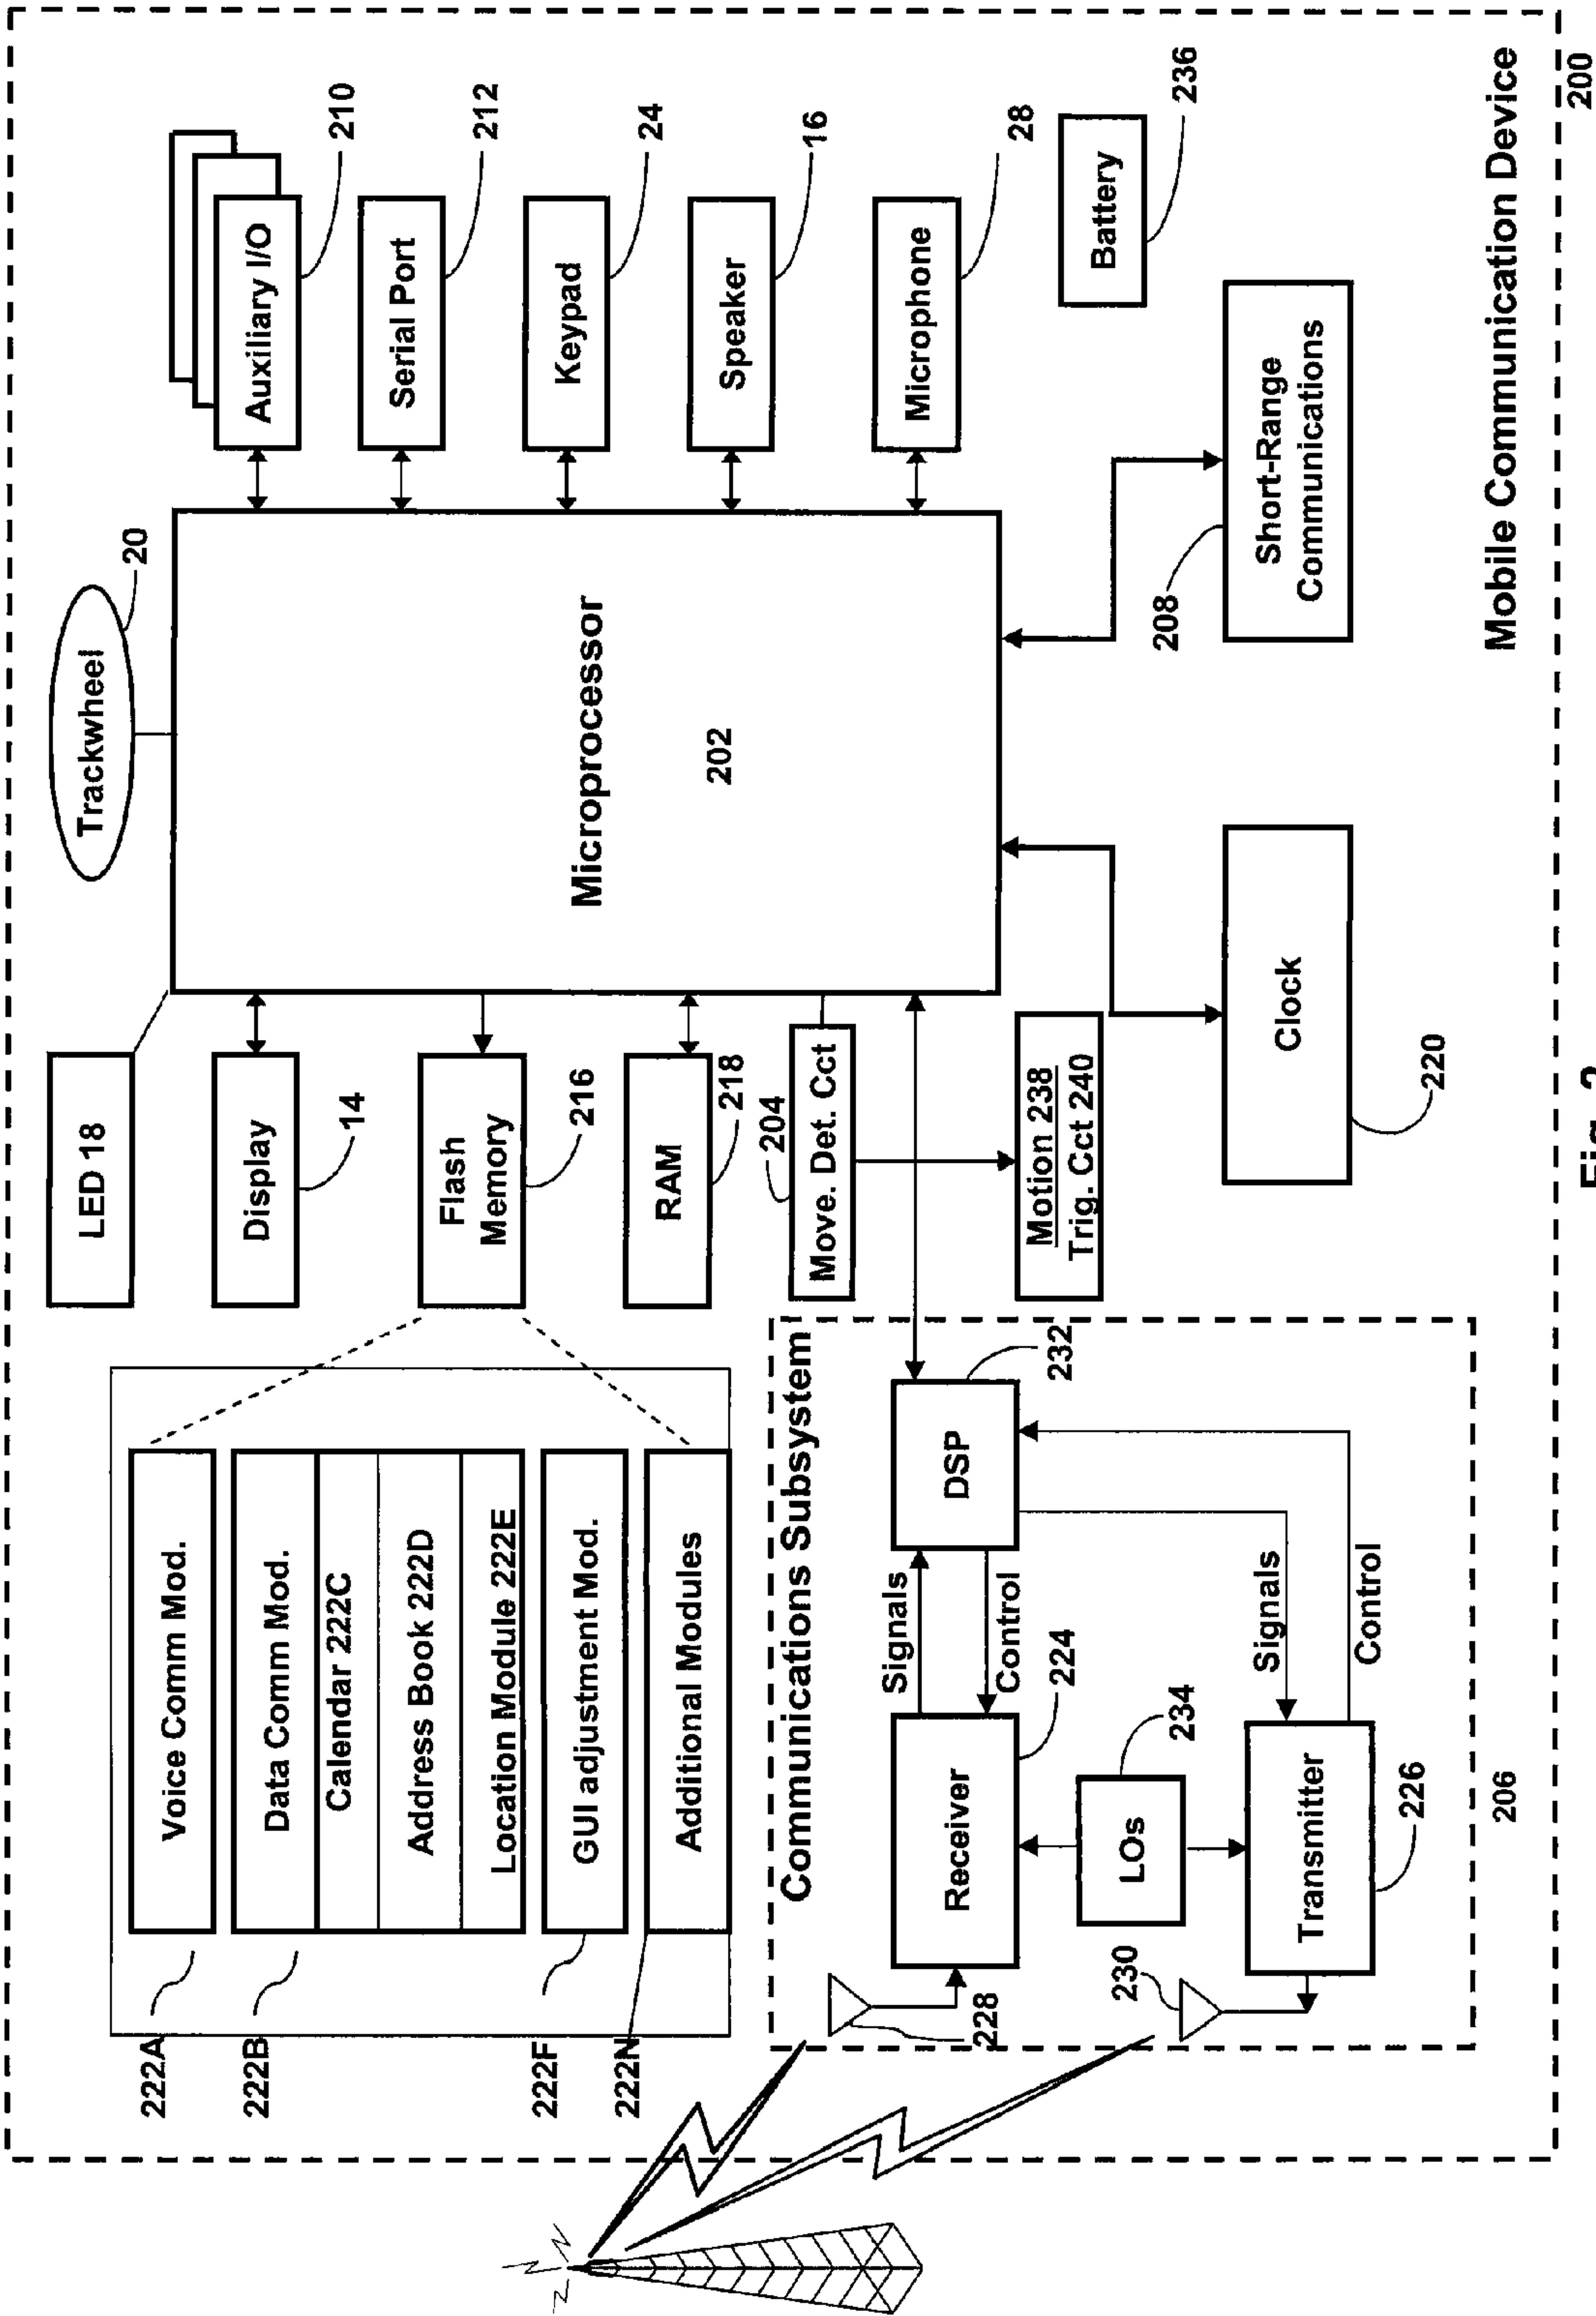 LED 18
Trackwheel
20
Display
14
Flash
Memory
216
RAM
218
204
Move. Det. Cct
Motion 238
Trig. Cct 240
Microprocessor
202
Auxiliary I/O
210
Serial Port
212
Keypad
24
Speaker
16
Microphone
28
Battery
236
Short-Range
Communications
208
Clock
220
222A
Voice Comm Mod.
222B
Data Comm Mod.
Calendar 222C
Address Book 222D
Location Module 222E
222F
GUI adjustment Mod.
222N
Additional Modules
Communications Subsystem
Receiver
224
Signals
Control
DSP
232
LOs
234
228
230
Transmitter
226
Signals
Control
206
Mobile Communication Device
200